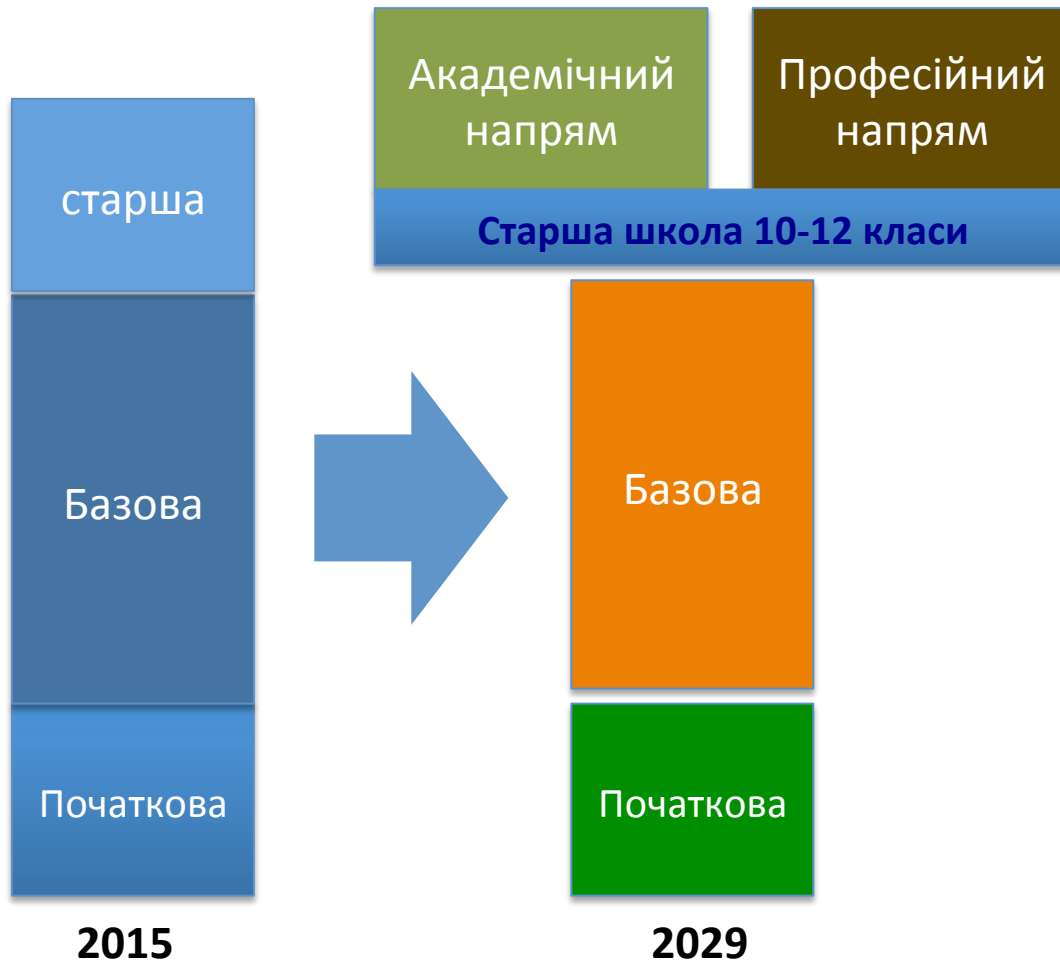 Академічний
напрям
Професійний
напрям
старша
Старша школа 10-12 класи
Базова
Базова
Початкова
Початкова
2015
2029